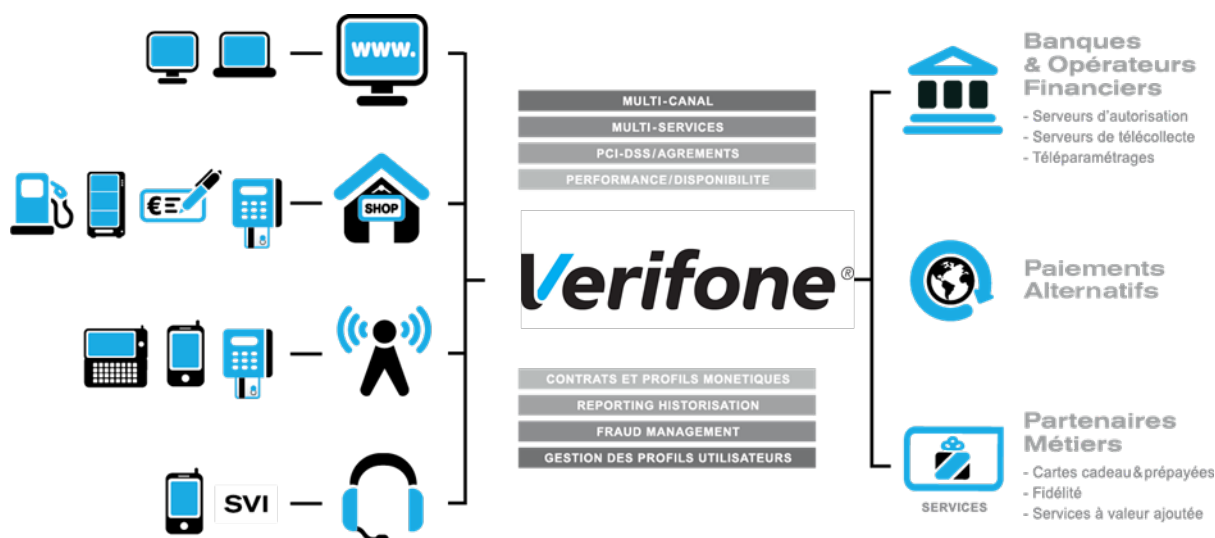 www.
€
SHOP
SVI
MULTI-CANAL
MULTI-SERVICES
PCI-DSS/AGREMENTS
PERFORMANCE/DISPONIBILITE
Verifone®
CONTRATS ET PROFILS MONETIQUES
REPORTING HISTORISATION
FRAUD MANAGEMENT
GESTION DES PROFILS UTILISATEURS
Banques
& Opérateurs
Financiers
- Serveurs d'autorisation
- Serveurs de télécollecte
- Téléparamétrages
Paiements
Alternatifs
SERVICES
Partenaires
Métiers
- Cartes cadeau&prépayées
- Fidélité
- Services à valeur ajoutée